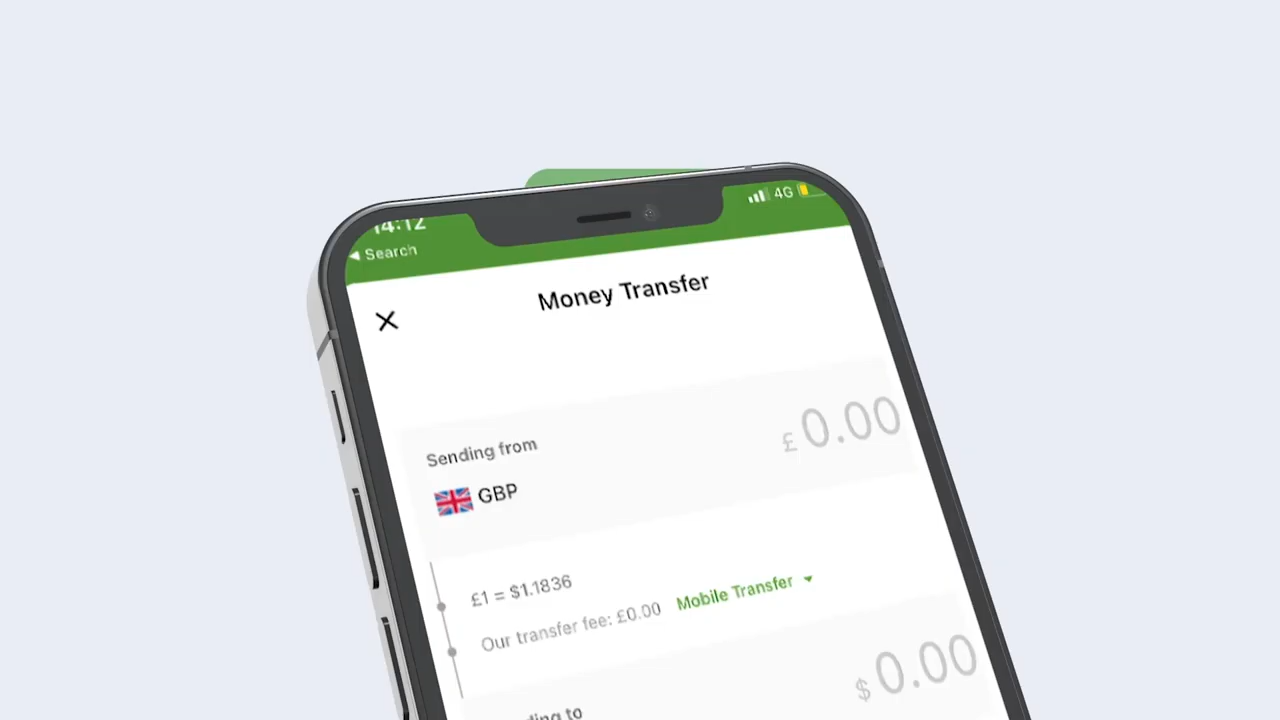 14:12
4G
Search
Money Transfer
Sending from
£ 0.00
GBP
£1 = $1.1836
Our transfer fee: £0.00 Mobile Transfer
$ 0.00
to